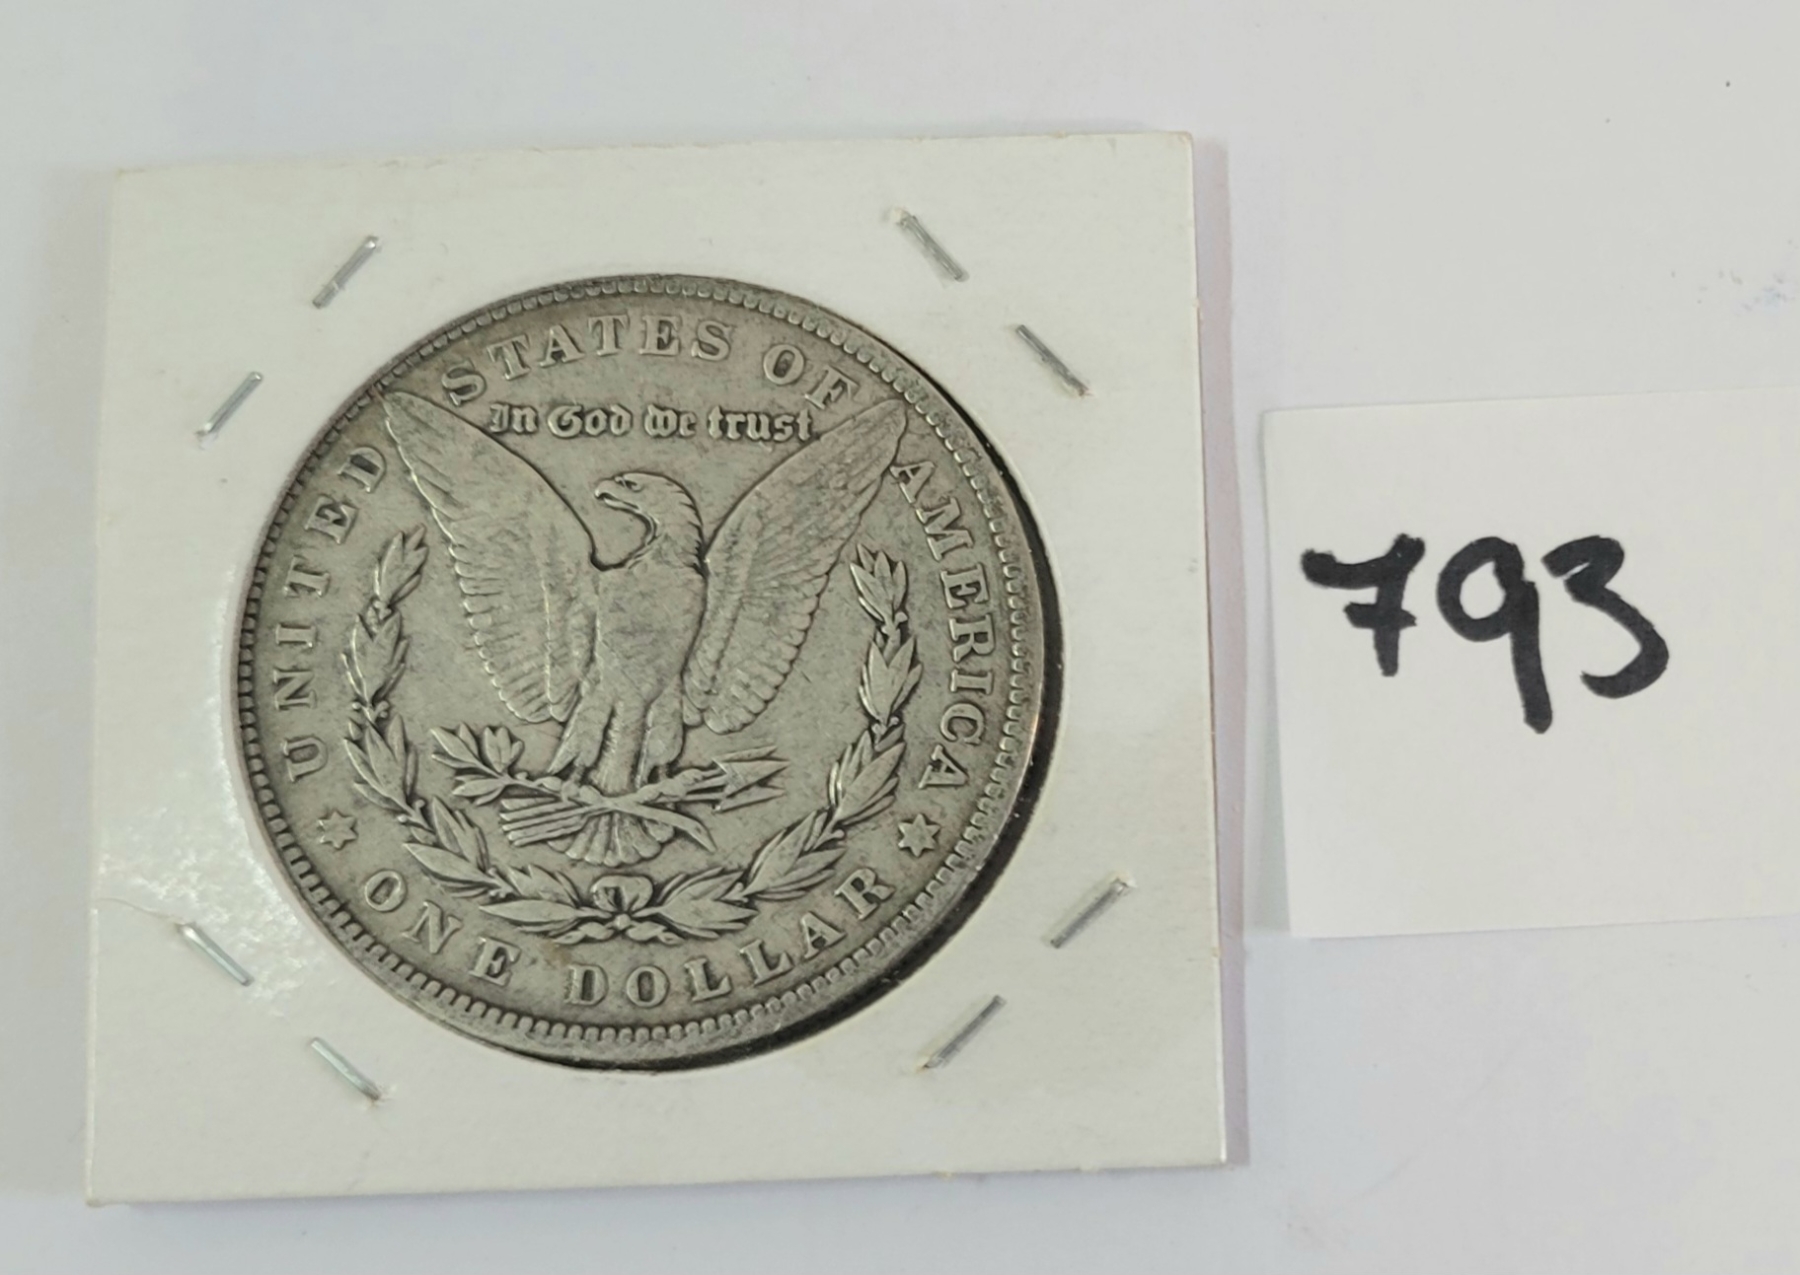 UNITED STATES OF AMERICA
In God we trust
ONE DOLLAR
793